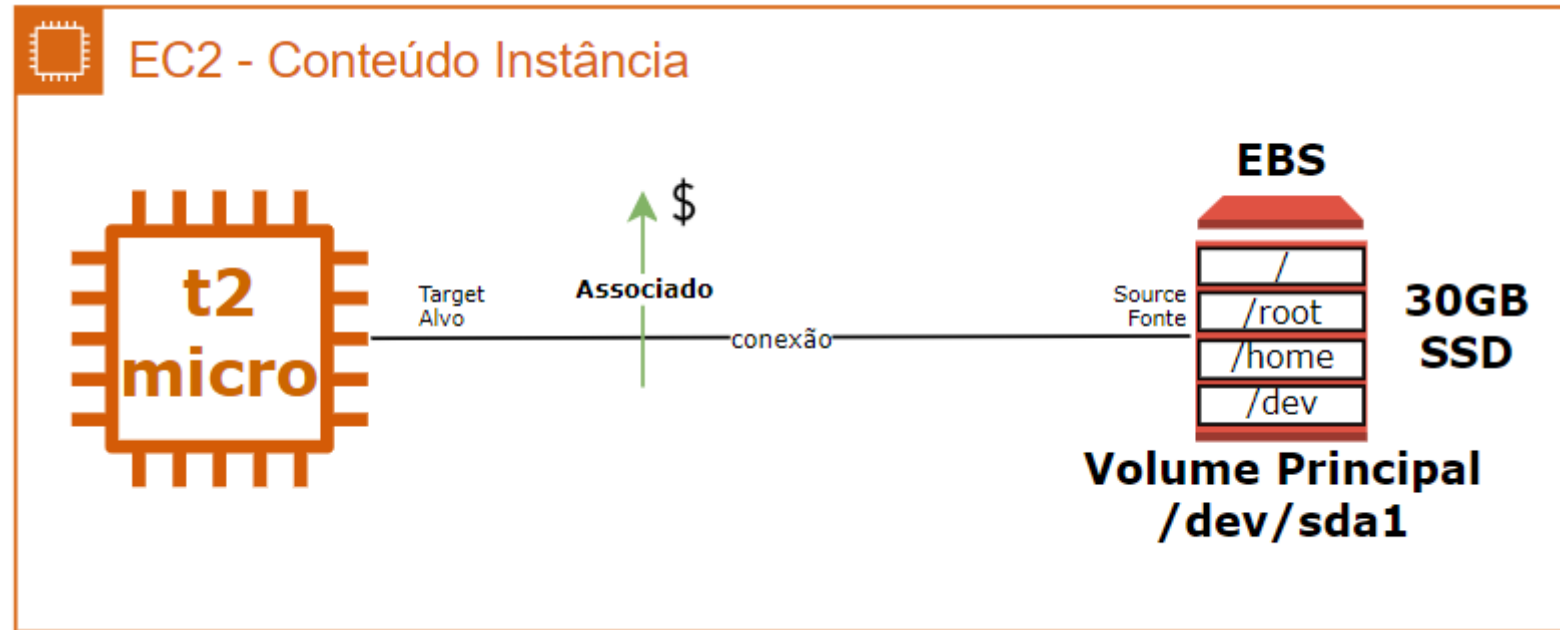 EC2 - Conteúdo Instância
EBS
$
t2
micro
Target
Alvo
Associado
conexão
Source
Fonte
/
/root
/home
/dev
30GB
SSD
Volume Principal
/dev/sda1